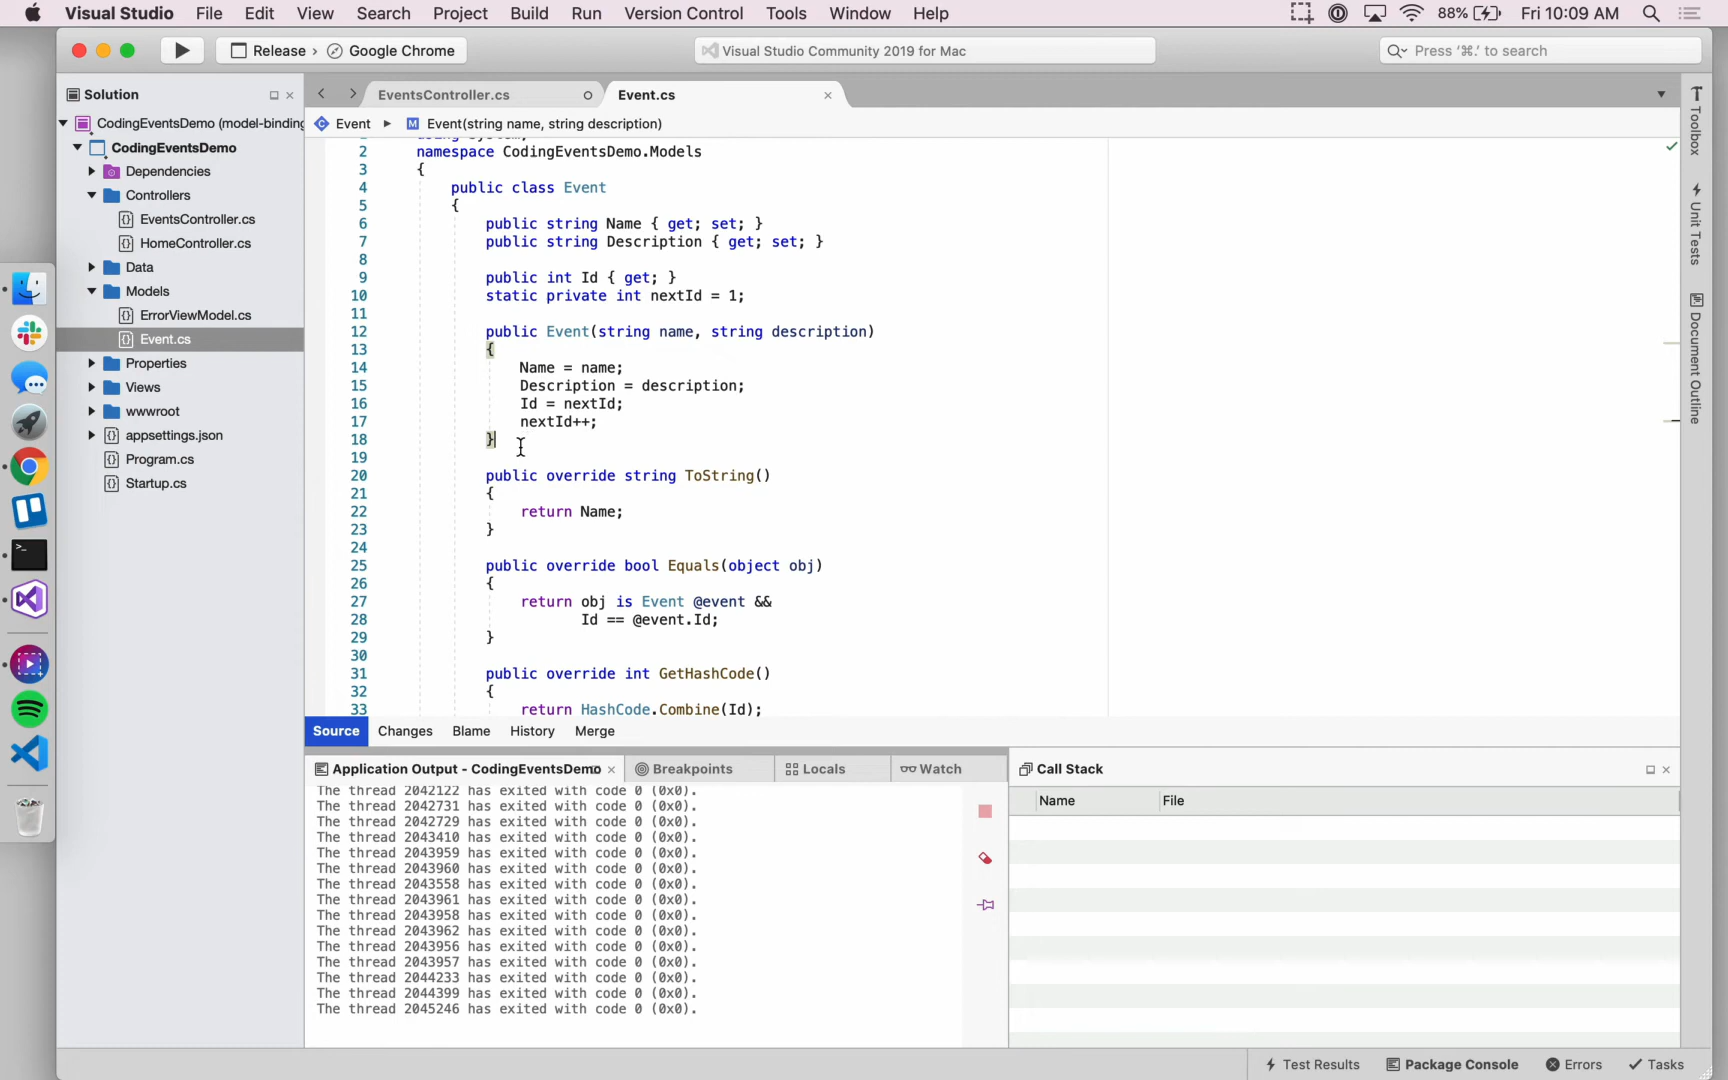 Visual Studio File Edit View Search Project Build Run Version Control Tools Window Help 88% Fri 10:09 AM
Release › Google Chrome
Visual Studio Community 2019 for Mac
Press '⌘.' to search
Solution
CodingEventsDemo (model-binding
CodingEventsDemo
Dependencies
Controllers
EventsController.cs
HomeController.cs
Data
Models
ErrorViewModel.cs
Event.cs
Properties
Views
wwwroot
appsettings.json
Program.cs
Startup.cs
EventsController.cs
Event.cs
Event ▸ M Event(string name, string description)
2 namespace CodingEventsDemo.Models
3 {
4 public class Event
5 {
6 public string Name { get; set; }
7 public string Description { get; set; }
8
9 public int Id { get; }
10 static private int nextId = 1;
11
12 public Event(string name, string description)
13 {
14 Name = name;
15 Description = description;
16 Id = nextId;
17 nextId++;
18 }
19
20 public override string ToString()
21 {
22 return Name;
23 }
24
25 public override bool Equals(object obj)
26 {
27 return obj is Event @event &&
28 Id == @event.Id;
29 }
30
31 public override int GetHashCode()
32 {
33 return HashCode.Combine(Id);
Source Changes Blame History Merge
Toolbox
Unit Tests
Document Outline
Application Output - CodingEventsDemo
Breakpoints
Locals
Watch
The thread 2042122 has exited with code 0 (0x0).
The thread 2042731 has exited with code 0 (0x0).
The thread 2042729 has exited with code 0 (0x0).
The thread 2043410 has exited with code 0 (0x0).
The thread 2043959 has exited with code 0 (0x0).
The thread 2043960 has exited with code 0 (0x0).
The thread 2043558 has exited with code 0 (0x0).
The thread 2043961 has exited with code 0 (0x0).
The thread 2043958 has exited with code 0 (0x0).
The thread 2043962 has exited with code 0 (0x0).
The thread 2043956 has exited with code 0 (0x0).
The thread 2043957 has exited with code 0 (0x0).
The thread 2044233 has exited with code 0 (0x0).
The thread 2044399 has exited with code 0 (0x0).
The thread 2045246 has exited with code 0 (0x0).
Call Stack
Name File
Test Results Package Console Errors Tasks